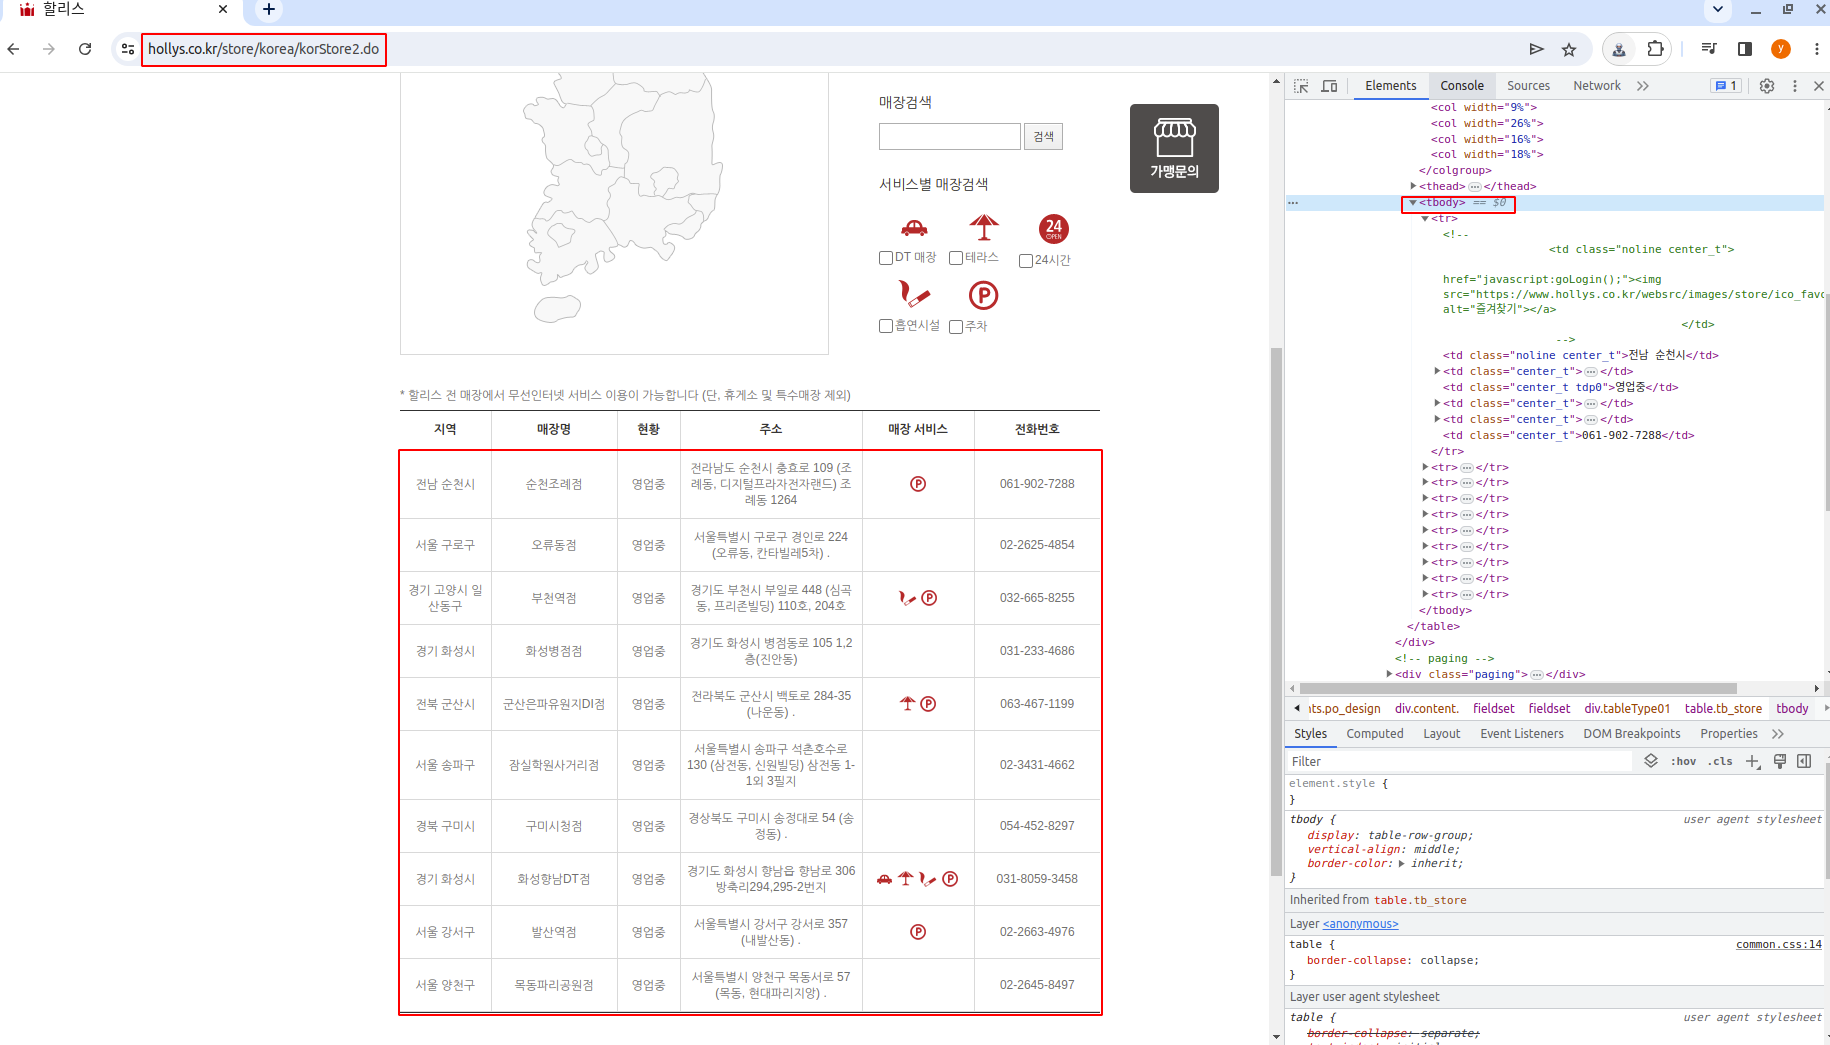 할리스
hollys.co.kr/store/korea/korStore2.do
y
매장검색
검색
서비스별 매장검색
24
OPEN
DT 매장
테라스
24시간
P
흡연시설
주차
가맹문의
* 할리스 전 매장에서 무선인터넷 서비스 이용이 가능합니다 (단, 휴게소 및 특수매장 제외)
지역 매장명 현황 주소 매장 서비스 전화번호
전남 순천시 순천조례점 영업중 전라남도 순천시 충효로 109 (조
례동, 디지털프라자전자랜드) 조
례동 1264
P 061-902-7288
서울 구로구 오류동점 영업중 서울특별시 구로구 경인로 224
(오류동, 칸타빌레5차) .
02-2625-4854
경기 고양시 일
산동구
부천역점 영업중 경기도 부천시 부일로 448 (심곡
동, 프리존빌딩) 110호, 204호
P 032-665-8255
경기 화성시 화성병점점 영업중 경기도 화성시 병점동로 105 1,2
층(진안동)
031-233-4686
전북 군산시 군산은파유원지DI점 영업중 전라북도 군산시 백토로 284-35
(나운동) .
P 063-467-1199
서울 송파구 잠실학원사거리점 영업중 서울특별시 송파구 석촌호수로
130 (삼전동, 신원빌딩) 삼전동 1-
1외 3필지
02-3431-4662
경북 구미시 구미시청점 영업중 경상북도 구미시 송정대로 54 (송
정동) .
054-452-8297
경기 화성시 화성향남DT점 영업중 경기도 화성시 향남읍 향남로 306
방축리294,295-2번지
P 031-8059-3458
서울 강서구 발산역점 영업중 서울특별시 강서구 강서로 357
(내발산동) .
P 02-2663-4976
서울 양천구 목동파리공원점 영업중 서울특별시 양천구 목동서로 57
(목동, 현대파리지앙) .
02-2645-8497
Elements Console Sources Network 1
<col width="9%">
<col width="26%">
<col width="16%">
<col width="18%">
</colgroup>
<thead>…</thead>
<tbody> == $0
<tr>
<!--
<td class="noline center_t">
href="javascript:goLogin();"><img
src="https://www.hollys.co.kr/websrc/images/store/ico_favo
alt="즐겨찾기"></a>
</td>
-->
<td class="noline center_t">전남 순천시</td>
<td class="center_t">…</td>
<td class="center_t tdp0">영업중</td>
<td class="center_t">…</td>
<td class="center_t">…</td>
<td class="center_t">061-902-7288</td>
</tr>
<tr>…</tr>
<tr>…</tr>
<tr>…</tr>
<tr>…</tr>
<tr>…</tr>
<tr>…</tr>
<tr>…</tr>
<tr>…</tr>
<tr>…</tr>
</tbody>
</table>
</div>
<!-- paging -->
<div class="paging">…</div>
nts.po_design div.content. fieldset fieldset div.tableType01 table.tb_store tbody
Styles Computed Layout Event Listeners DOM Breakpoints Properties
Filter :hov .cls
element.style {
}
tbody { user agent stylesheet
display: table-row-group;
vertical-align: middle;
border-color: inherit;
}
Inherited from table.tb_store
Layer <anonymous>
table { common.css:14
border-collapse: collapse;
}
Layer user agent stylesheet
table { user agent stylesheet
border-collapse: separate;